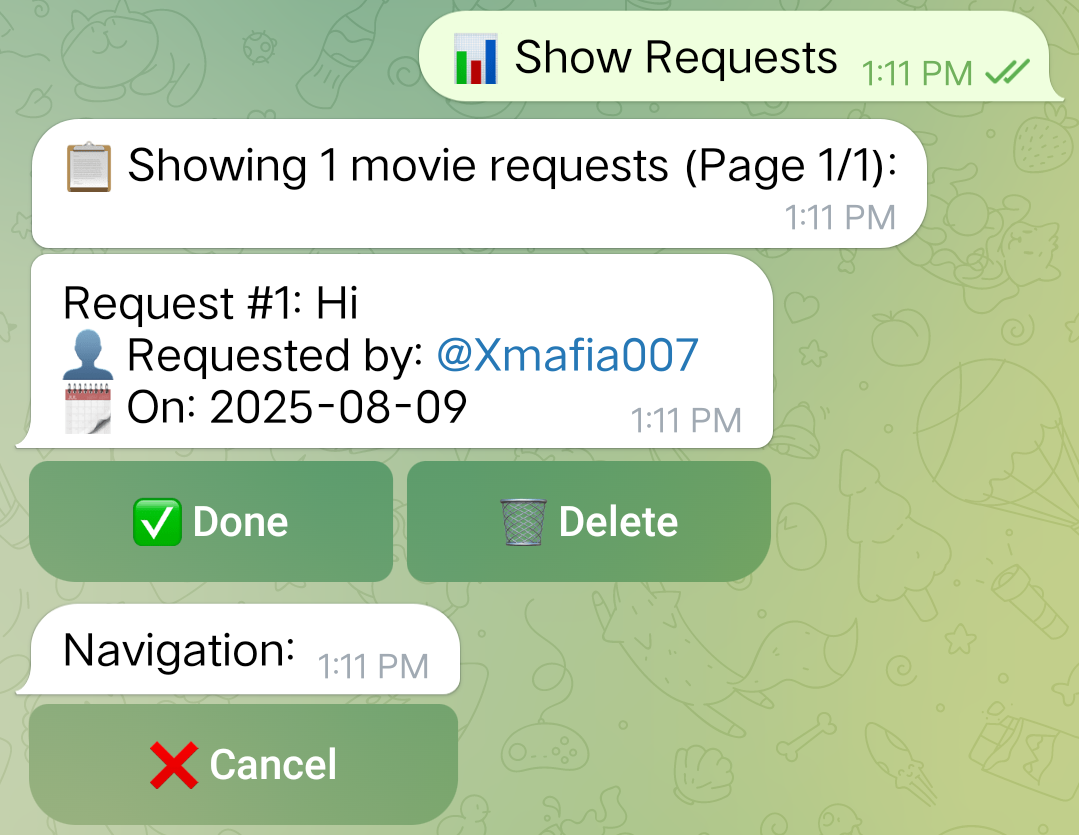 📊 Show Requests 1:11 PM
📋 Showing 1 movie requests (Page 1/1):
1:11 PM
Request #1: Hi
👤 Requested by: @Xmafia007
🗓 On: 2025-08-09 1:11 PM
✅ Done
🗑 Delete
Navigation: 1:11 PM
❌ Cancel